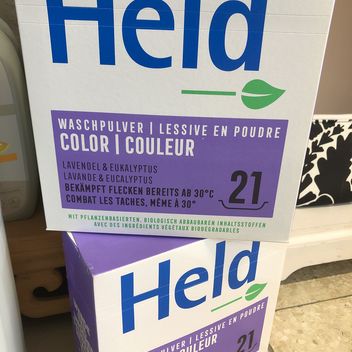 Held
WASCHPULVER | LESSIVE EN POUDRE
COLOR | COULEUR
LAVENDEL & EUKALYPTUS
LAVANDE & EUCALYPTUS
BEKÄMPFT FLECKEN BEREITS AB 30°C
COMBAT LES TACHES, MÊME À 30°
21
MIT PFLANZENBASIERTEN, BIOLOGISCH ABBAUBAREN INHALTSSTOFFEN
AVEC DES INGRÉDIENTS VÉGÉTAUX BIODÉGRADABLES
Held
WASCHPULVER | LESSIVE EN POUDRE
COULEUR
21